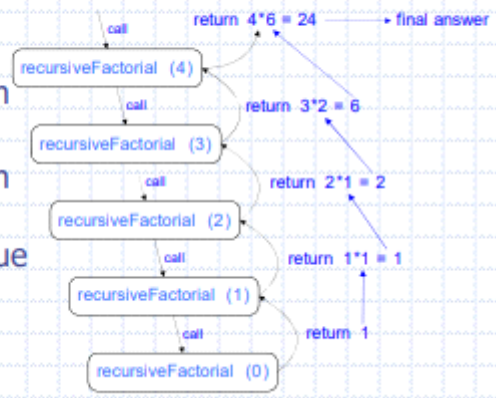 return 4*6 = 24 final answer
call
recursiveFactorial (4)
call
return 3*2 = 6
recursiveFactorial (3)
call
return 2*1 = 2
recursiveFactorial (2)
call
return 1*1 = 1
ue
recursiveFactorial (1)
call
return 1
recursiveFactorial (0)